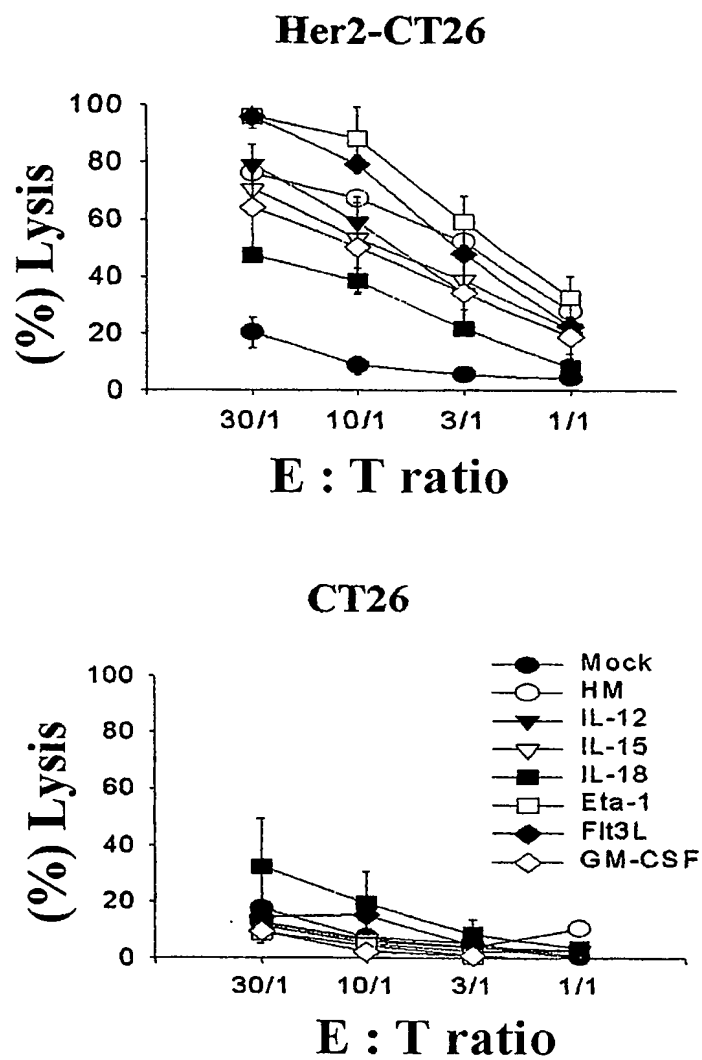 Her2-CT26
100
80
60
40
20
0
(%) Lysis
30/1 10/1 3/1 1/1
E : T ratio
CT26
100
80
60
40
20
0
(%) Lysis
Mock
HM
IL-12
IL-15
IL-18
Eta-1
Flt3L
GM-CSF
30/1 10/1 3/1 1/1
E : T ratio